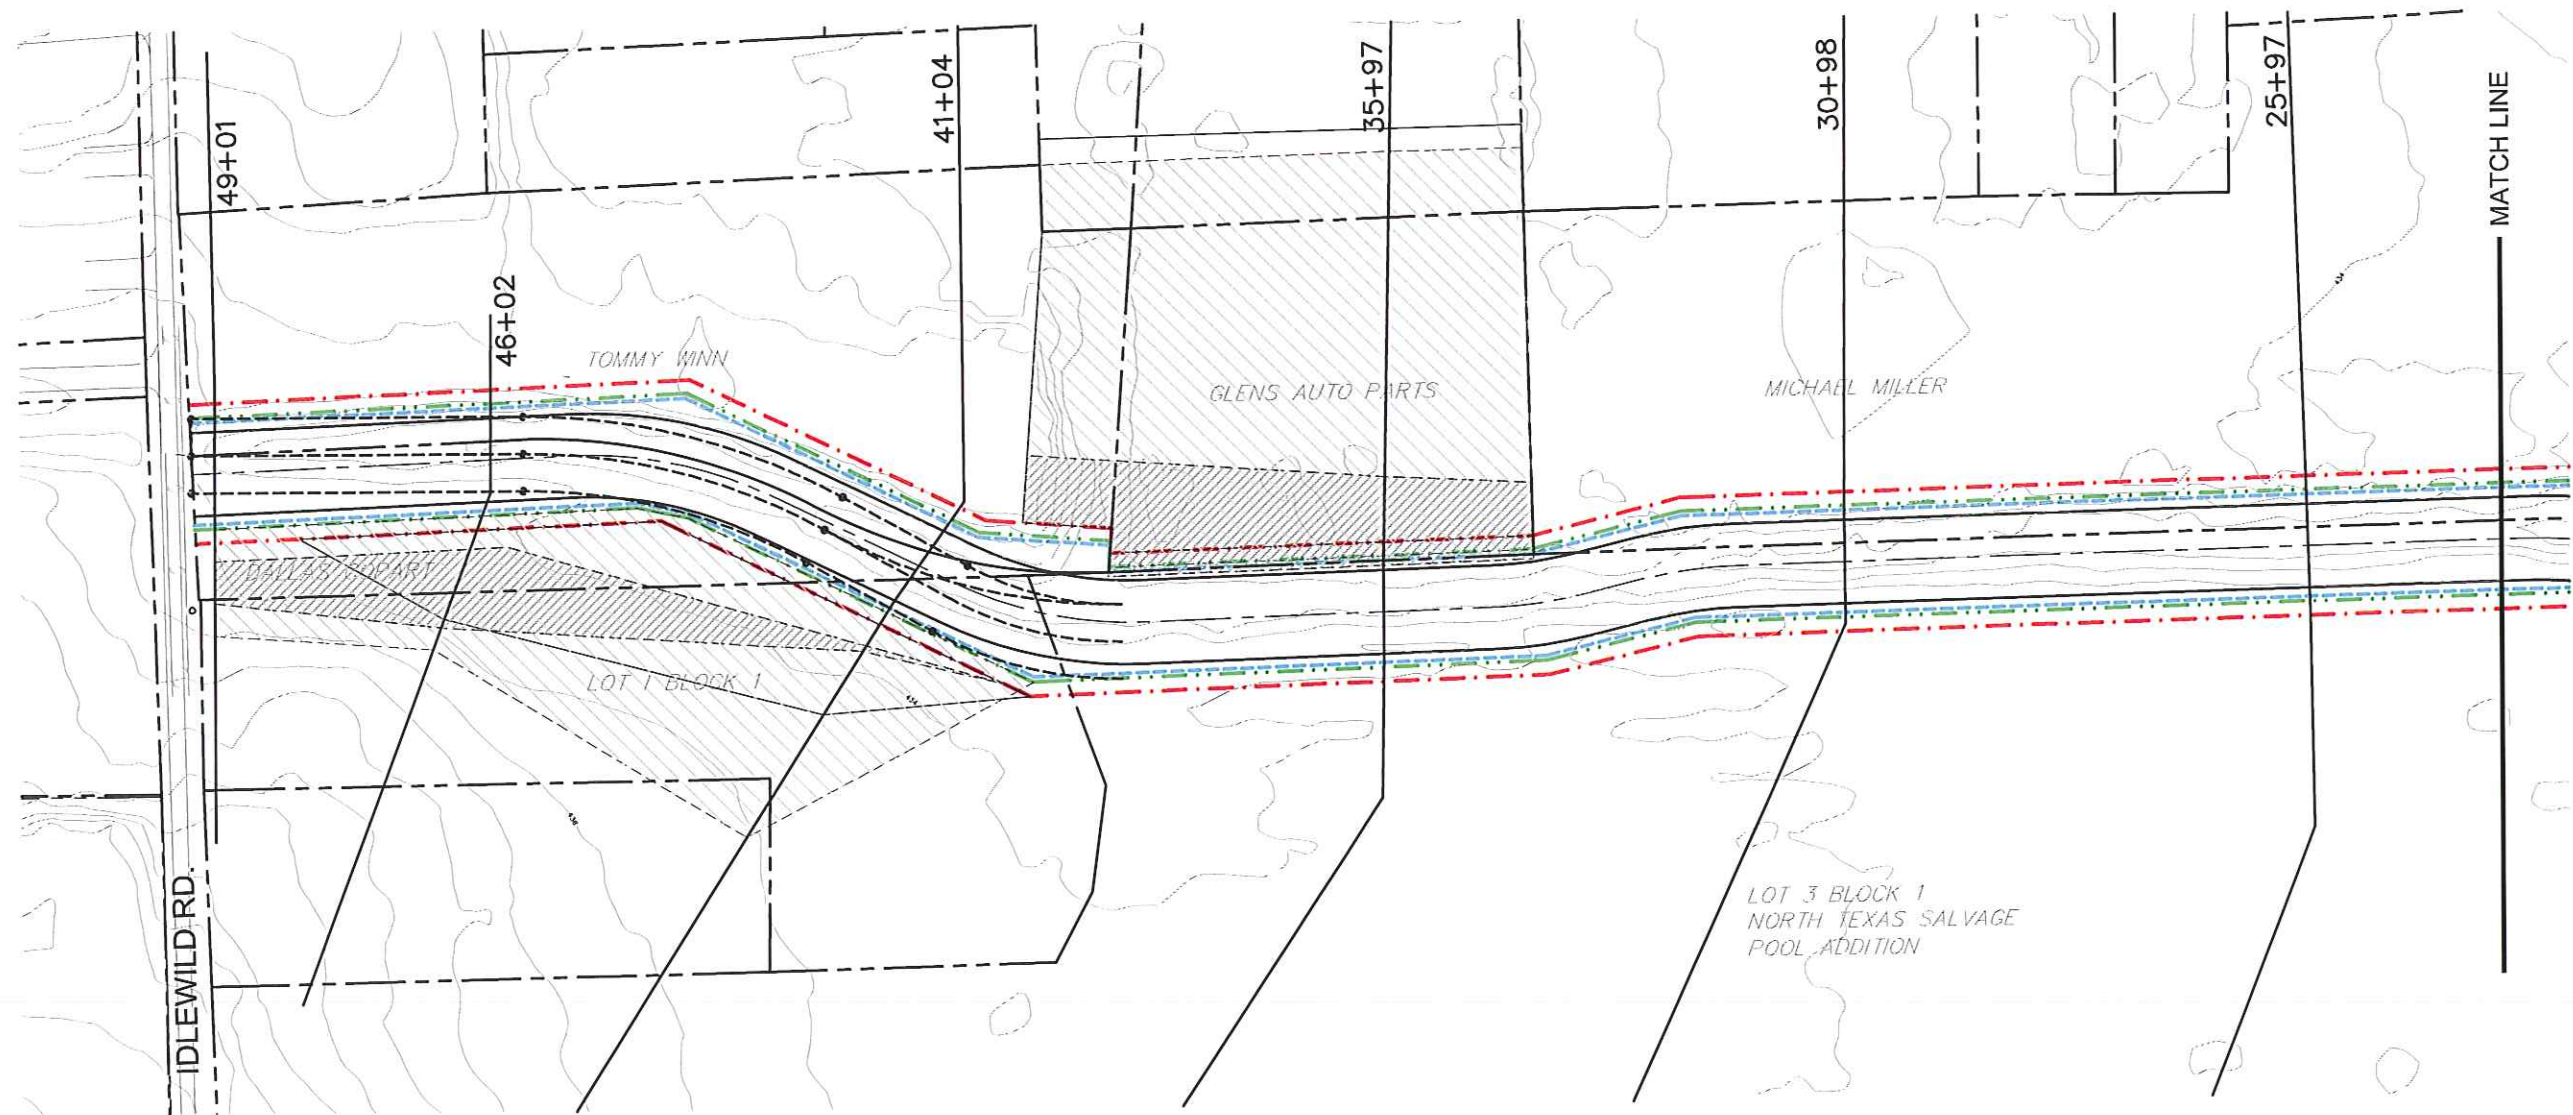 49+01
46+02
41+04
35+97
30+98
25+97
MATCH LINE
TOMMY WINN
GLENS AUTO PARTS
MICHAEL MILLER
DALLAS COPART
LOT 1 BLOCK 1
434
436
IDLEWILD RD.
LOT 3 BLOCK 1
NORTH TEXAS SALVAGE
POOL ADDITION